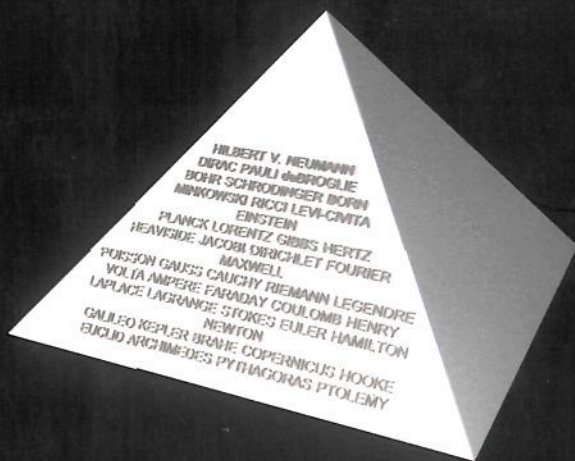 HILBERT V. NEUMANN
DIRAC PAULI deBROGLIE
BOHR SCHRODINGER BORN
MINKOWSKI RICCI LEVI-CIVITA
EINSTEIN
PLANCK LORENTZ GIBBS HERTZ
HEAVISIDE JACOBI DIRICHLET FOURIER
MAXWELL
POISSON GAUSS CAUCHY RIEMANN LEGENDRE
VOLTA AMPERE FARADAY COULOMB HENRY
LAPLACE LAGRANGE STOKES EULER HAMILTON
NEWTON
GALILEO KEPLER BRAHE COPERNICUS HOOKE
EUCLID ARCHIMEDES PYTHAGORAS PTOLEMY